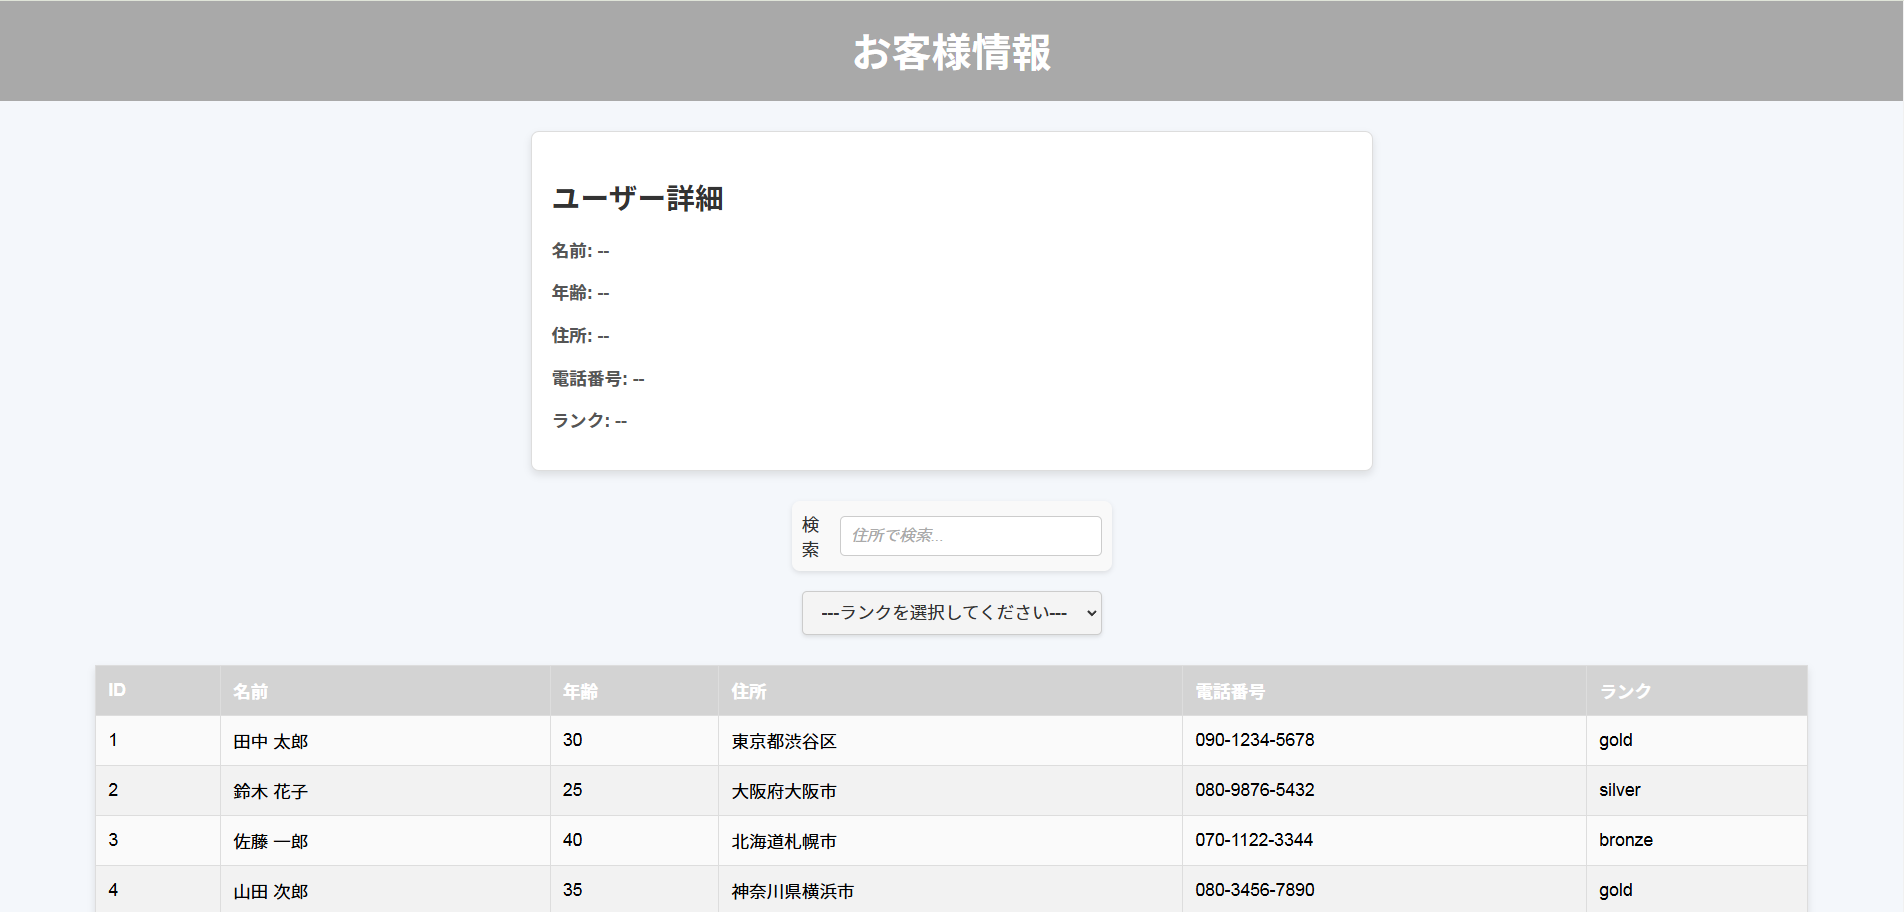 お客様情報
ユーザー詳細
名前: --
年齢: --
住所: --
電話番号: --
ランク: --
検
索
住所で検索...
---ランクを選択してください---
ID 名前 年齢 住所 電話番号 ランク
1 田中 太郎 30 東京都渋谷区 090-1234-5678 gold
2 鈴木 花子 25 大阪府大阪市 080-9876-5432 silver
3 佐藤 一郎 40 北海道札幌市 070-1122-3344 bronze
4 山田 次郎 35 神奈川県横浜市 080-3456-7890 gold